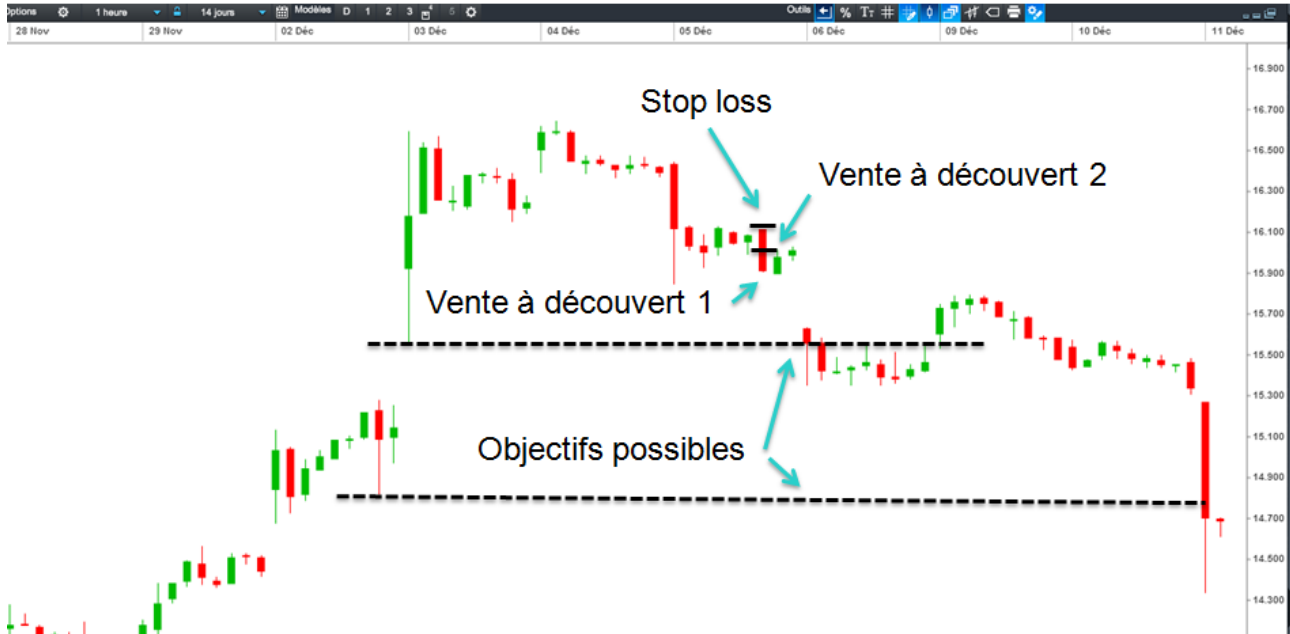 Options 1 heure 14 jours Modèles D 1 2 3 4 5 Outils % TT
28 Nov 29 Nov 02 Déc 03 Déc 04 Déc 05 Déc 06 Déc 09 Déc 10 Déc 11 Déc
16.900
16.700
Stop loss
16.500
Vente à découvert 2
16.300
16.100
15.900
Vente à découvert 1
15.700
15.500
15.300
15.100
Objectifs possibles
14.900
14.700
14.500
14.300